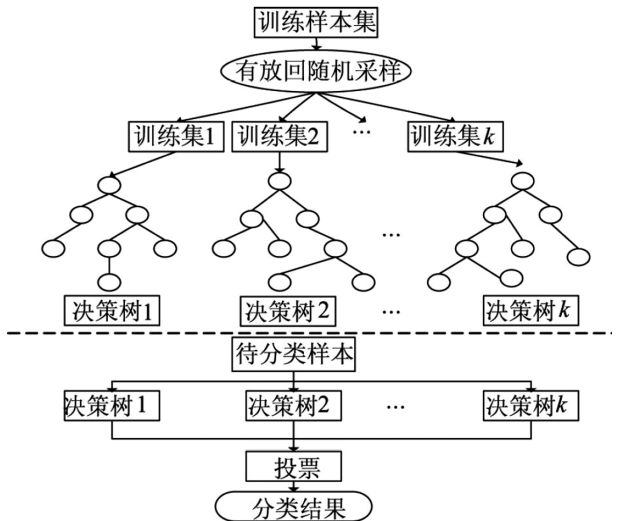 训练样本集
有放回随机采样
训练集1 训练集2 … 训练集k
…
决策树1 决策树2 … 决策树k
待分类样本
决策树1 决策树2 … 决策树k
投票
分类结果